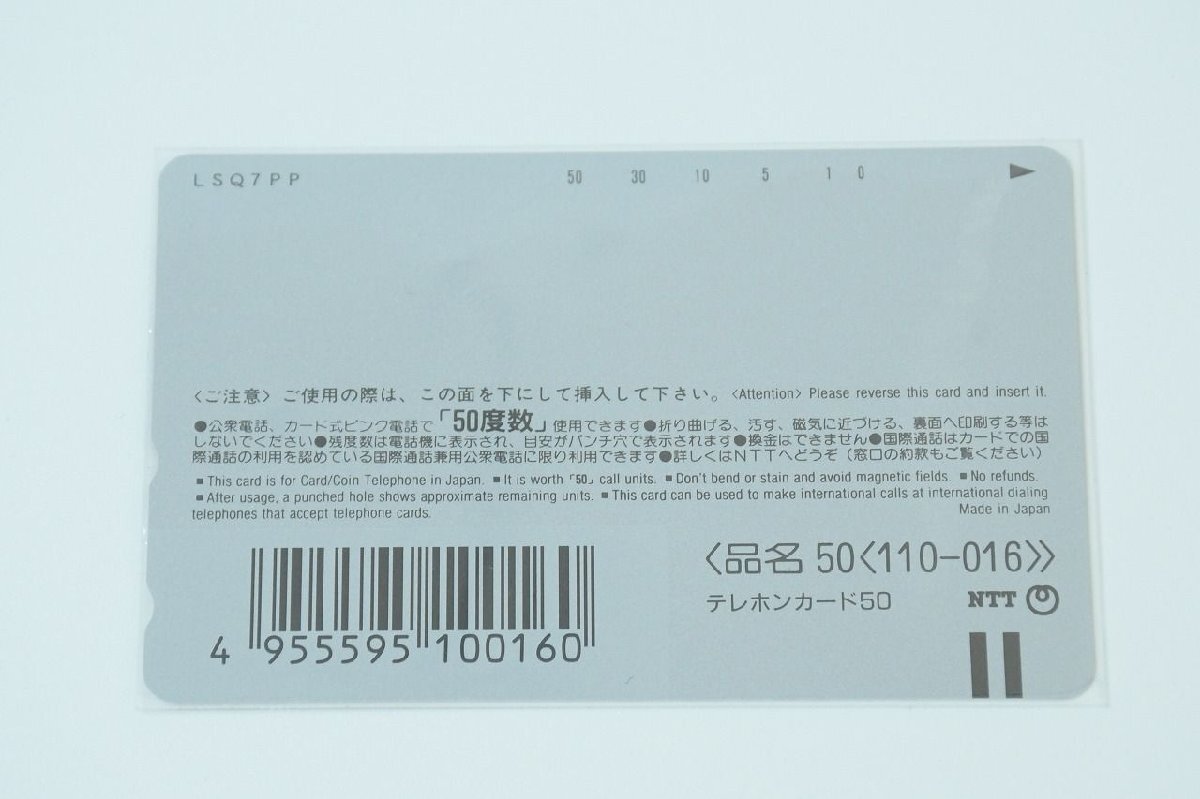 LSQ7PP 50 30 10 5 1 0
〈ご注意〉ご使用の際は、この面を下にして挿入して下さい。〈Attention〉Please reverse this card and insert it.
●公衆電話、カード式ピンク電話で「50度数」使用できます●折り曲げる、汚す、磁気に近づける、裏面へ印刷する等は
しないでください●残度数は電話機に表示され、目安がパンチ穴で表示されます●換金はできません●国際通話はカードでの国
際通話の利用を認めている国際通話兼用公衆電話に限り利用できます●詳しくはNTTへどうぞ（窓口の約款もご覧ください）
■This card is for Card/Coin Telephone in Japan. ■It is worth「50」call units. ■Don't bend or stain and avoid magnetic fields. ■No refunds.
■After usage, a punched hole shows approximate remaining units. ■This card can be used to make international calls at international dialing
telephones that accept telephone cards. Made in Japan
〈品名 50〈110-016〉〉
テレホンカード50 NTT
4 955595 100160